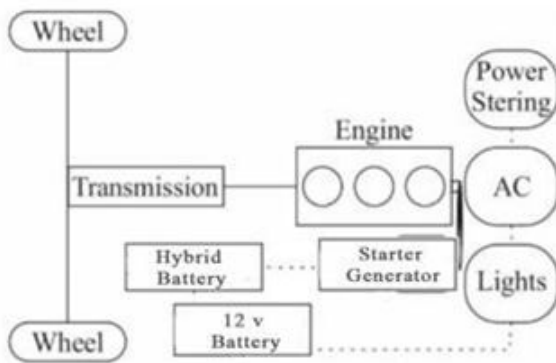 Wheel
Power
Stering
Engine
Transmission
AC
Hybrid
Battery
Starter
Generator
Lights
12 v
Battery
Wheel